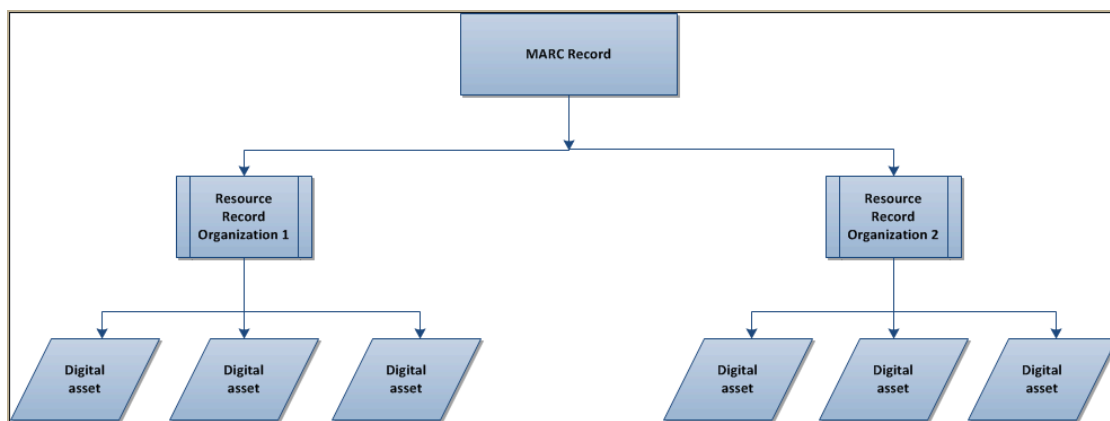 MARC Record
Resource
Record
Organization 1
Resource
Record
Organization 2
Digital
asset
Digital
asset
Digital
asset
Digital
asset
Digital
asset
Digital
asset